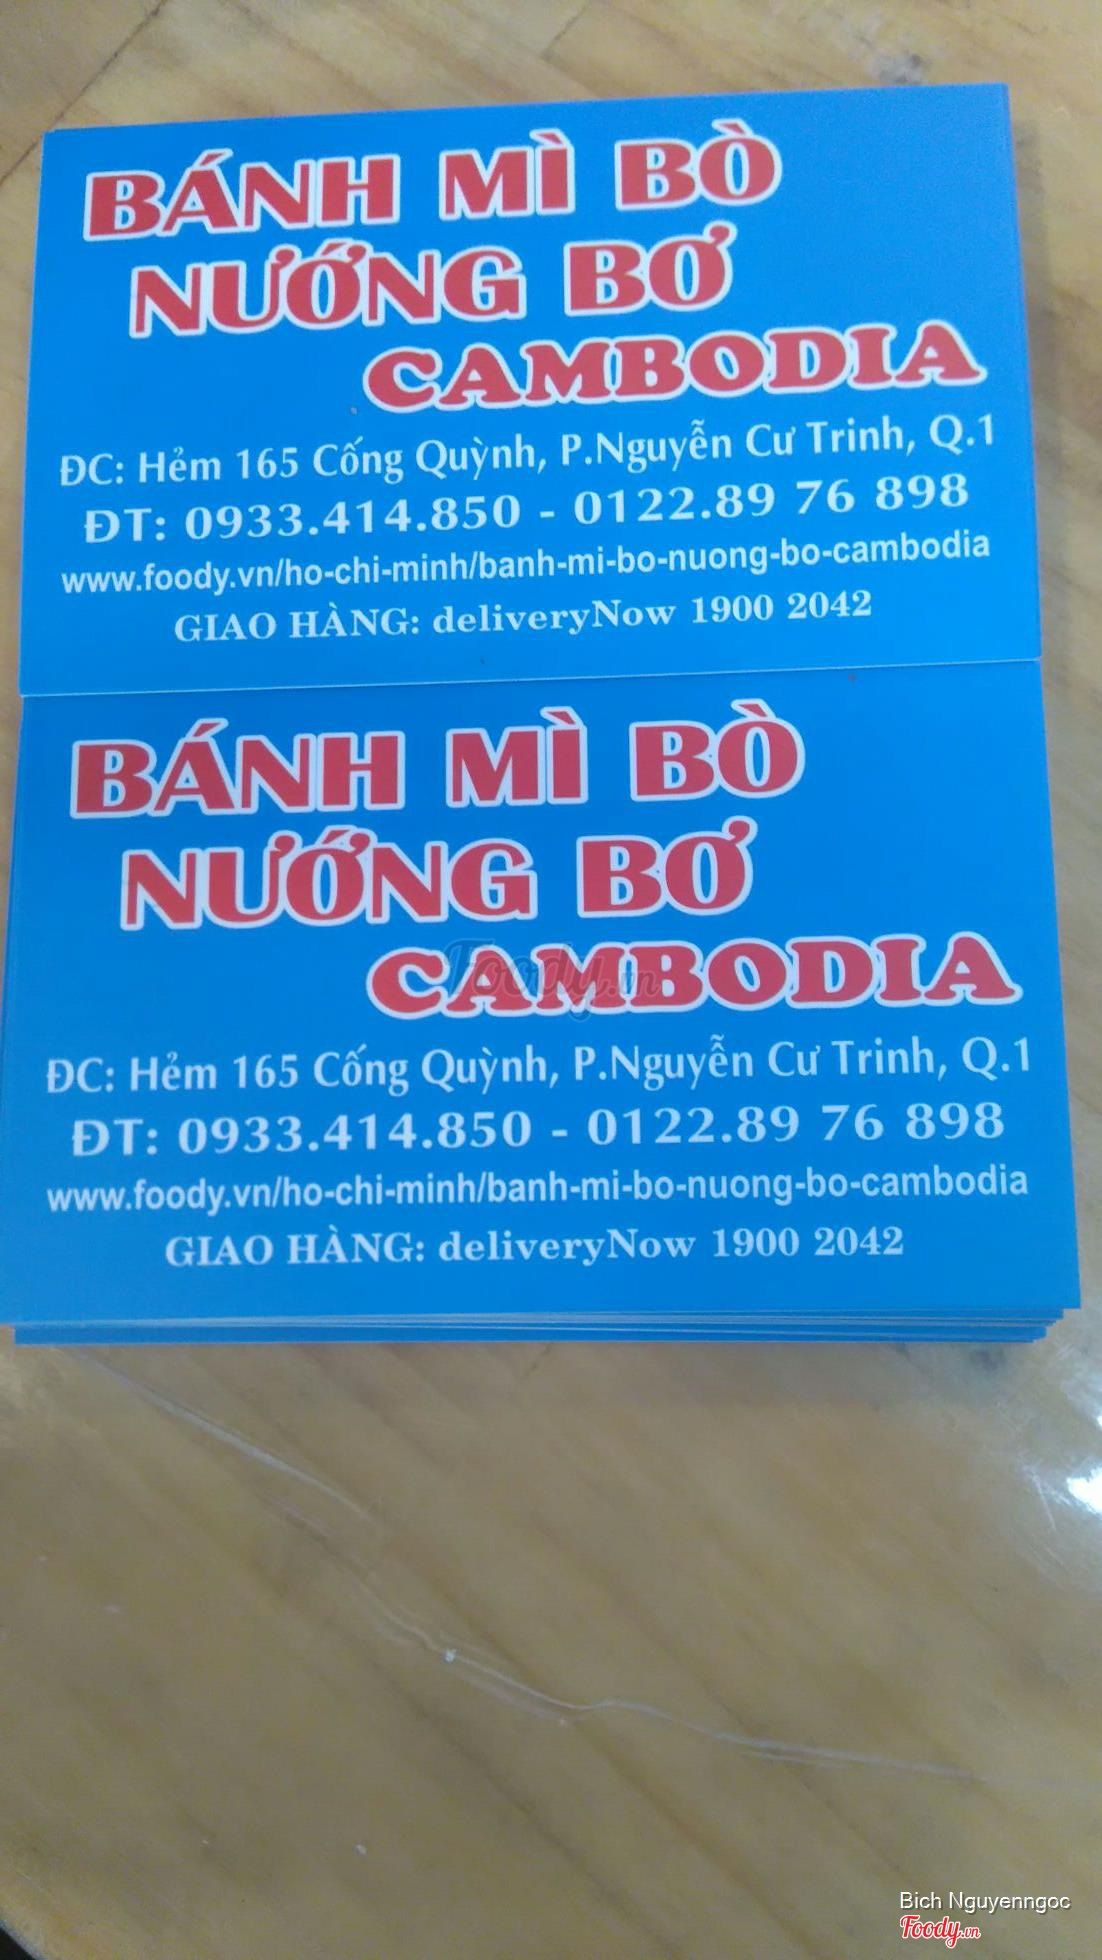 BÁNH MÌ BÒ
NƯỚNG BƠ
CAMBODIA
ĐC: Hẻm 165 Cống Quỳnh, P.Nguyễn Cư Trinh, Q.1
ĐT: 0933.414.850 - 0122.89 76 898
www.foody.vn/ho-chi-minh/banh-mi-bo-nuong-bo-cambodia
GIAO HÀNG: deliveryNow 1900 2042
BÁNH MÌ BÒ
NƯỚNG BƠ
CAMBODIA
Foody.vn
ĐC: Hẻm 165 Cống Quỳnh, P.Nguyễn Cư Trinh, Q.1
ĐT: 0933.414.850 - 0122.89 76 898
www.foody.vn/ho-chi-minh/banh-mi-bo-nuong-bo-cambodia
GIAO HÀNG: deliveryNow 1900 2042
Bich Nguyenngoc
Foody.vn